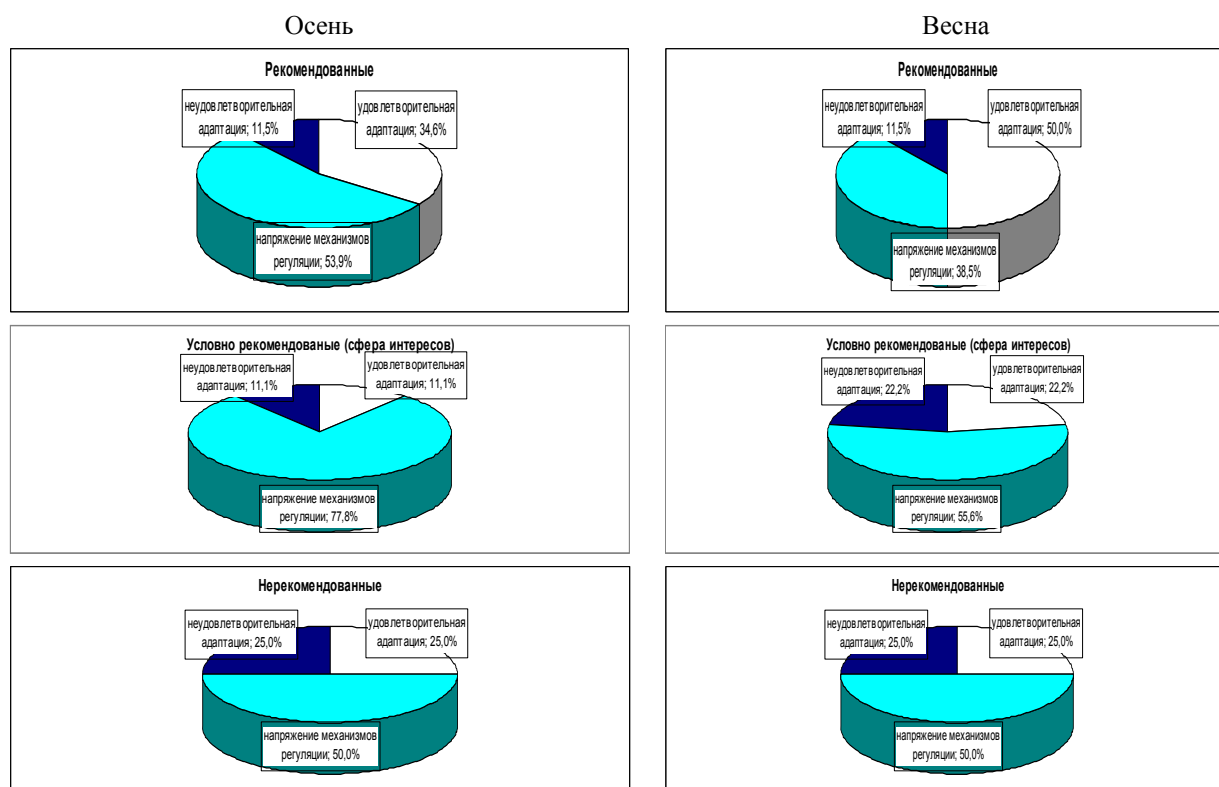 Осень
Весна
Рекомендованные
неудовлетворительная
адаптация; 11,5%
удовлетворительная
адаптация; 34,6%
напряжение механизмов
регуляции; 53,9%
Рекомендованные
неудовлетворительная
адаптация; 11,5%
удовлетворительная
адаптация; 50,0%
напряжение механизмов
регуляции; 38,5%
Условно рекомендованые (сфера интересов)
неудовлетворительная
адаптация; 11,1%
удовлетворительная
адаптация; 11,1%
напряжение механизмов
регуляции; 77,8%
Условно рекомендованые (сфера интересов)
неудовлетворительная
адаптация; 22,2%
удовлетворительная
адаптация; 22,2%
напряжение механизмов
регуляции; 55,6%
Нерекомендованные
неудовлетворительная
адаптация; 25,0%
удовлетворительная
адаптация; 25,0%
напряжение механизмов
регуляции; 50,0%
Нерекомендованные
неудовлетворительная
адаптация; 25,0%
удовлетворительная
адаптация; 25,0%
напряжение механизмов
регуляции; 50,0%